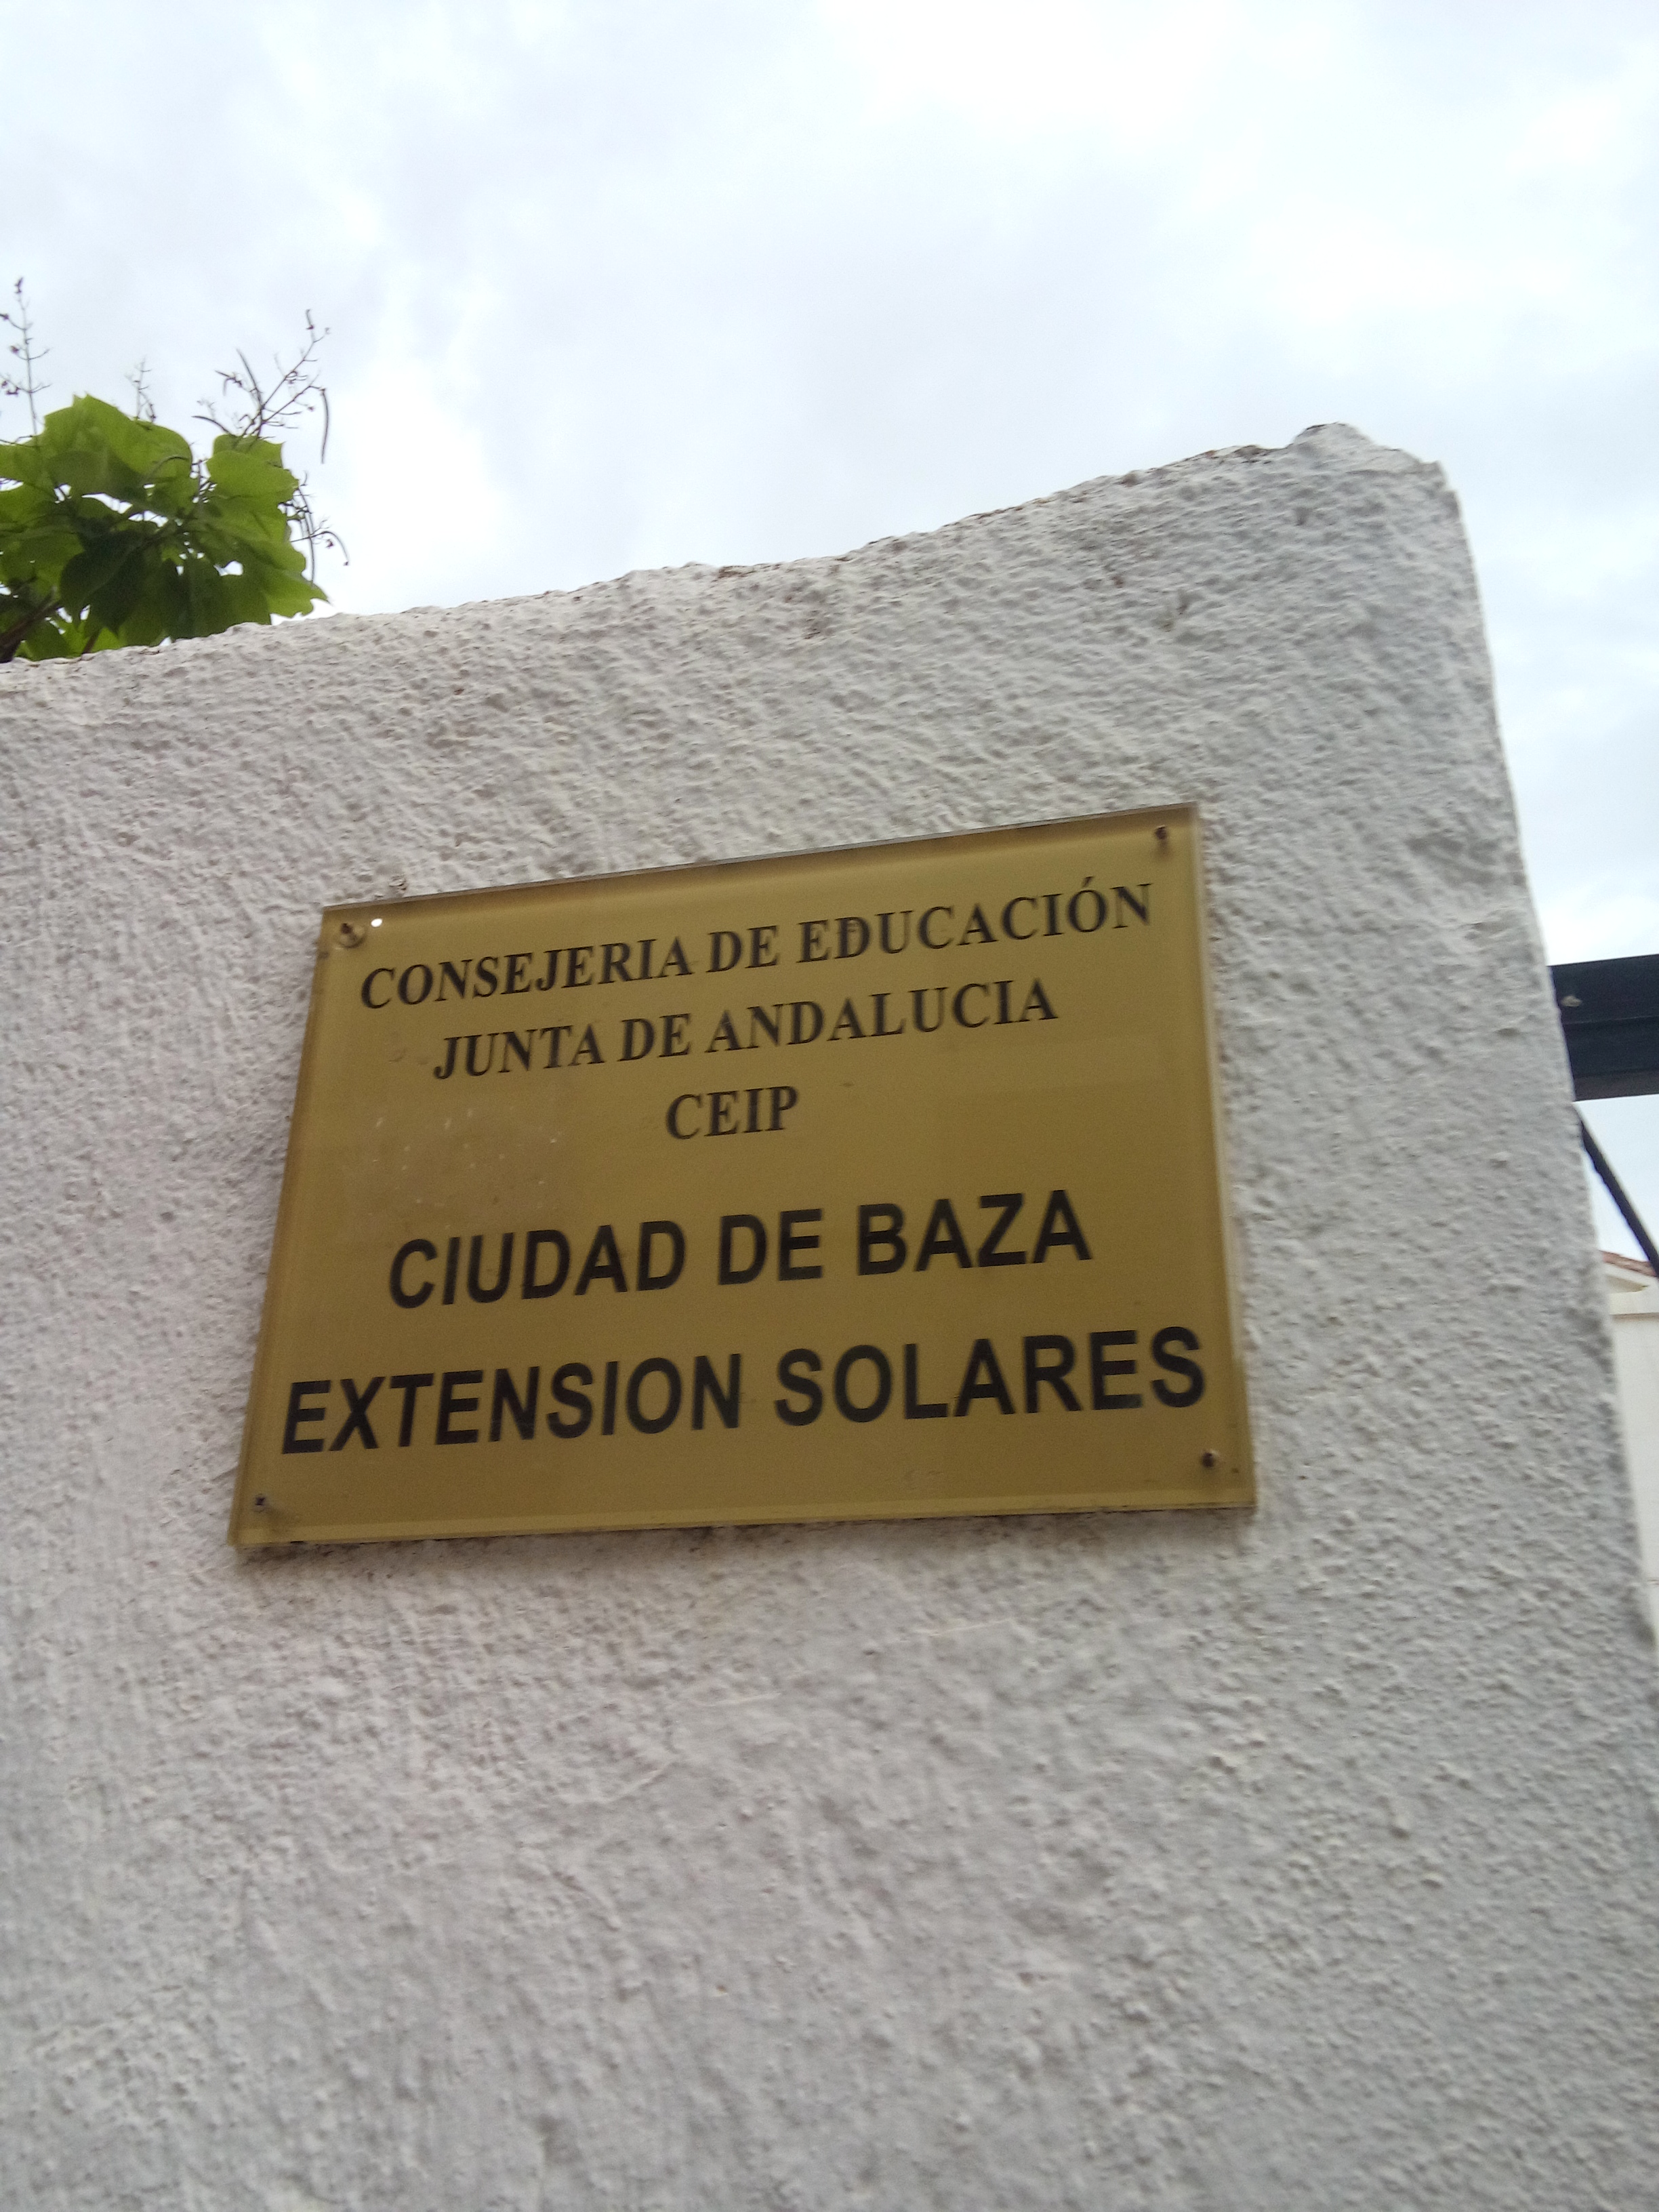 CONSEJERIA DE EDUCACIÓN
JUNTA DE ANDALUCIA
CEIP
CIUDAD DE BAZA
EXTENSION SOLARES